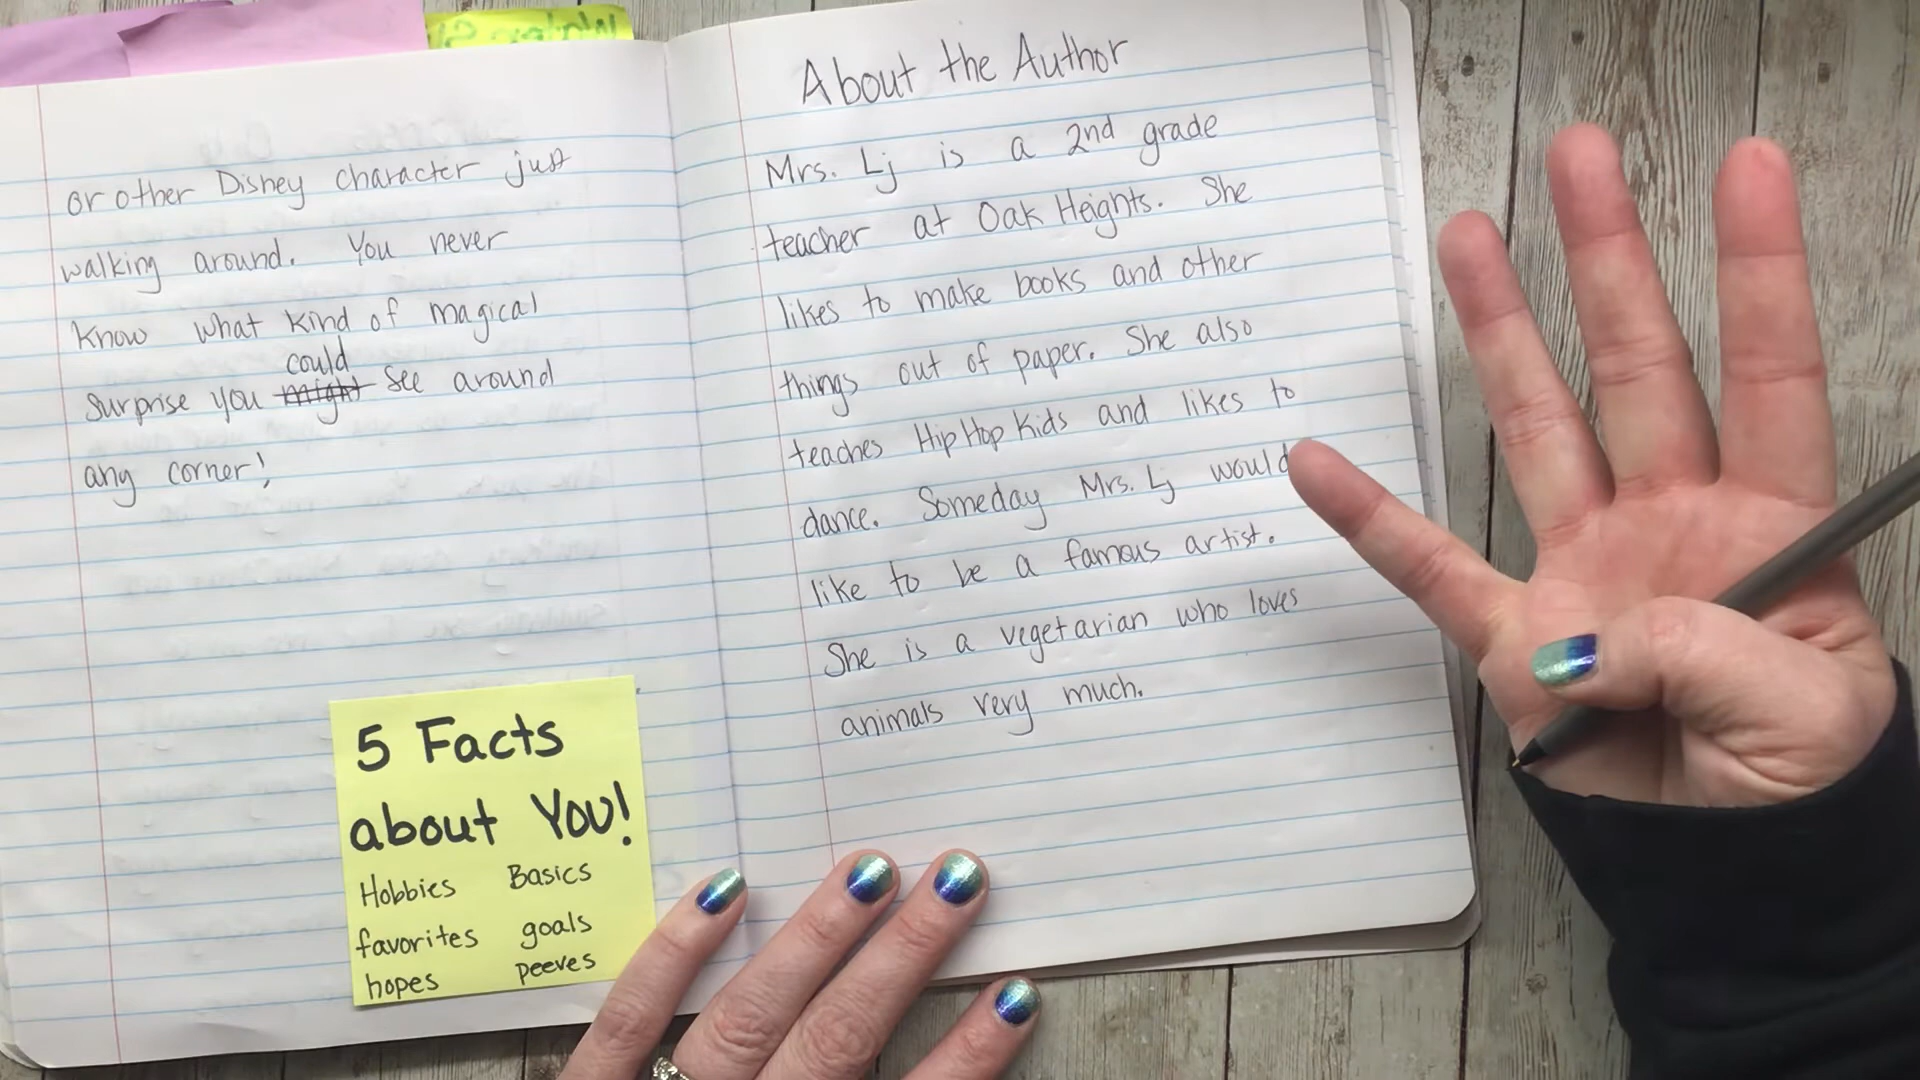 or other Disney character just
walking around. You never
know what kind of magical
could
surprise you might see around
any corner!
5 Facts
about You!
Hobbies Basics
favorites goals
hopes peeves
About the Author
Mrs. Lj is a 2nd grade
teacher at Oak Heights. She
likes to make books and other
things out of paper. She also
teaches Hip Hop Kids and likes to
dance. Someday Mrs. Lj would
like to be a famous artist.
She is a vegetarian who loves
animals very much.